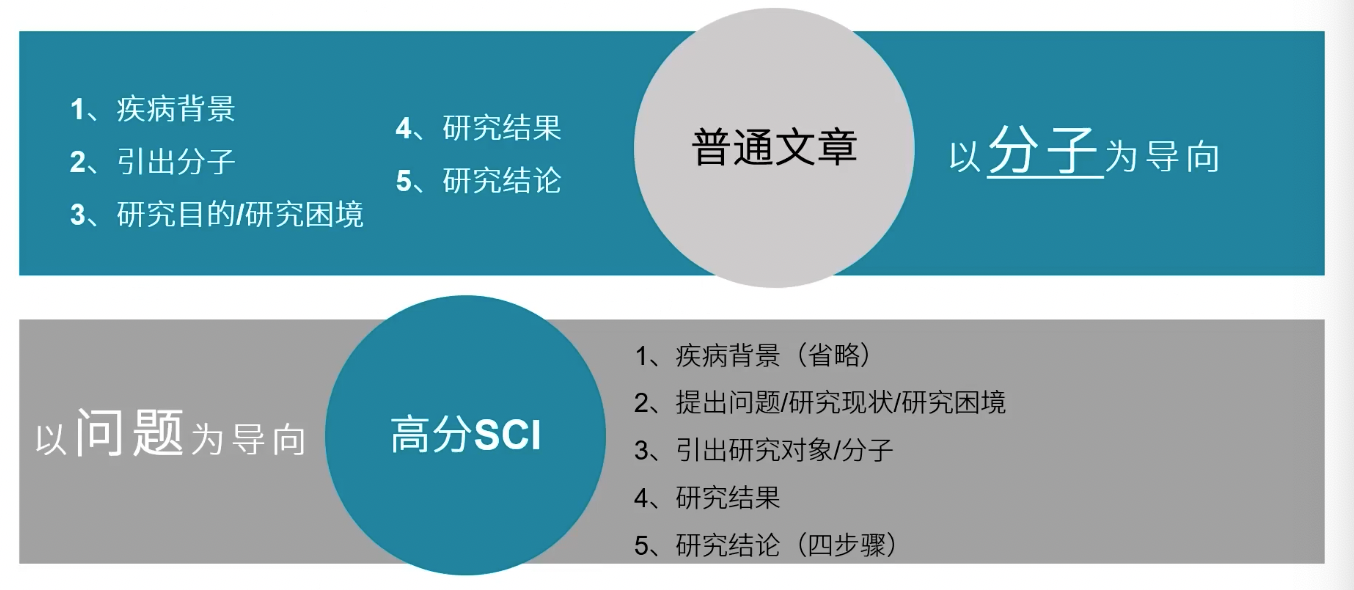 1、疾病背景
2、引出分子
3、研究目的/研究困境
4、研究结果
5、研究结论
普通文章
以分子为导向
以问题为导向
高分SCI
1、疾病背景（省略）
2、提出问题/研究现状/研究困境
3、引出研究对象/分子
4、研究结果
5、研究结论（四步骤）